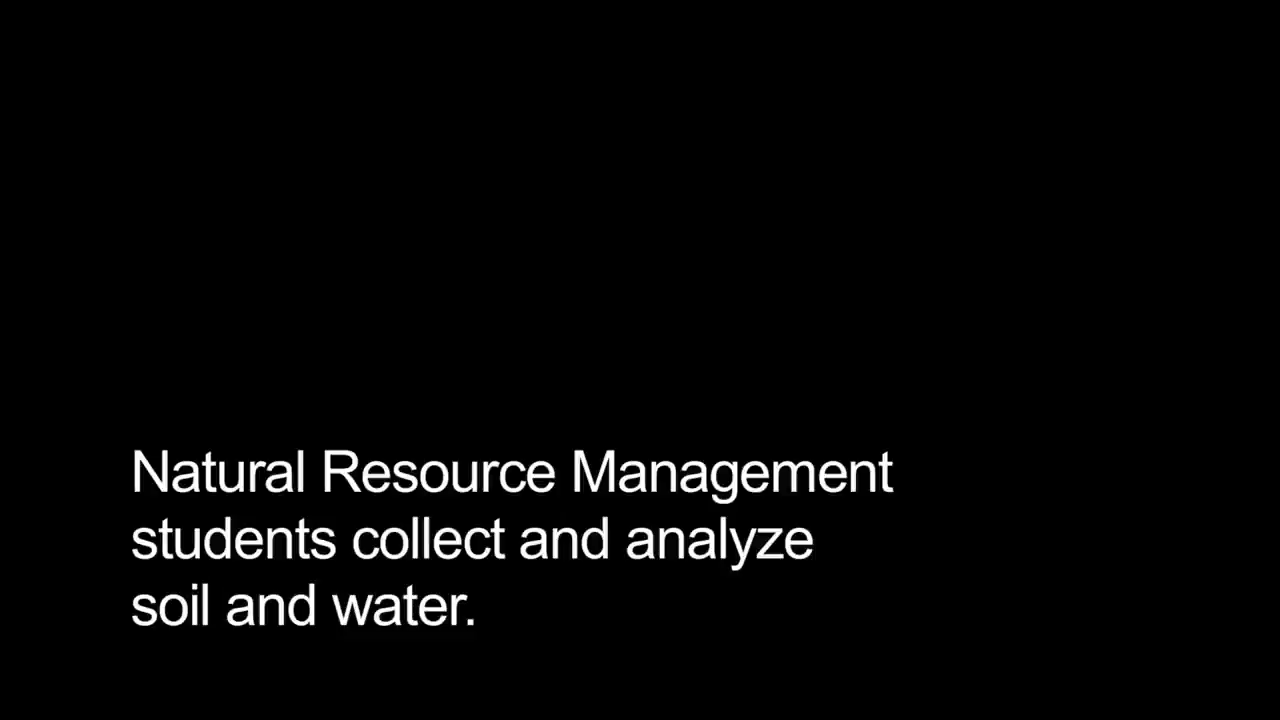 Natural Resource Management
students collect and analyze
soil and water.